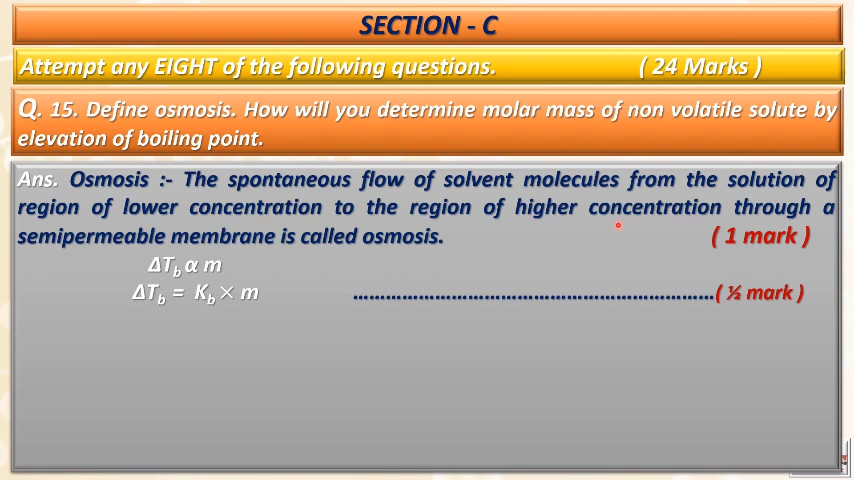 SECTION - C
Attempt any EIGHT of the following questions. ( 24 Marks )
Q. 15. Define osmosis. How will you determine molar mass of non volatile solute by
elevation of boiling point.
Ans. Osmosis :- The spontaneous flow of solvent molecules from the solution of
region of lower concentration to the region of higher concentration through a
semipermeable membrane is called osmosis. ( 1 mark )
ΔT_b α m
ΔT_b = K_b × m ……………………………………………………………( ½ mark )